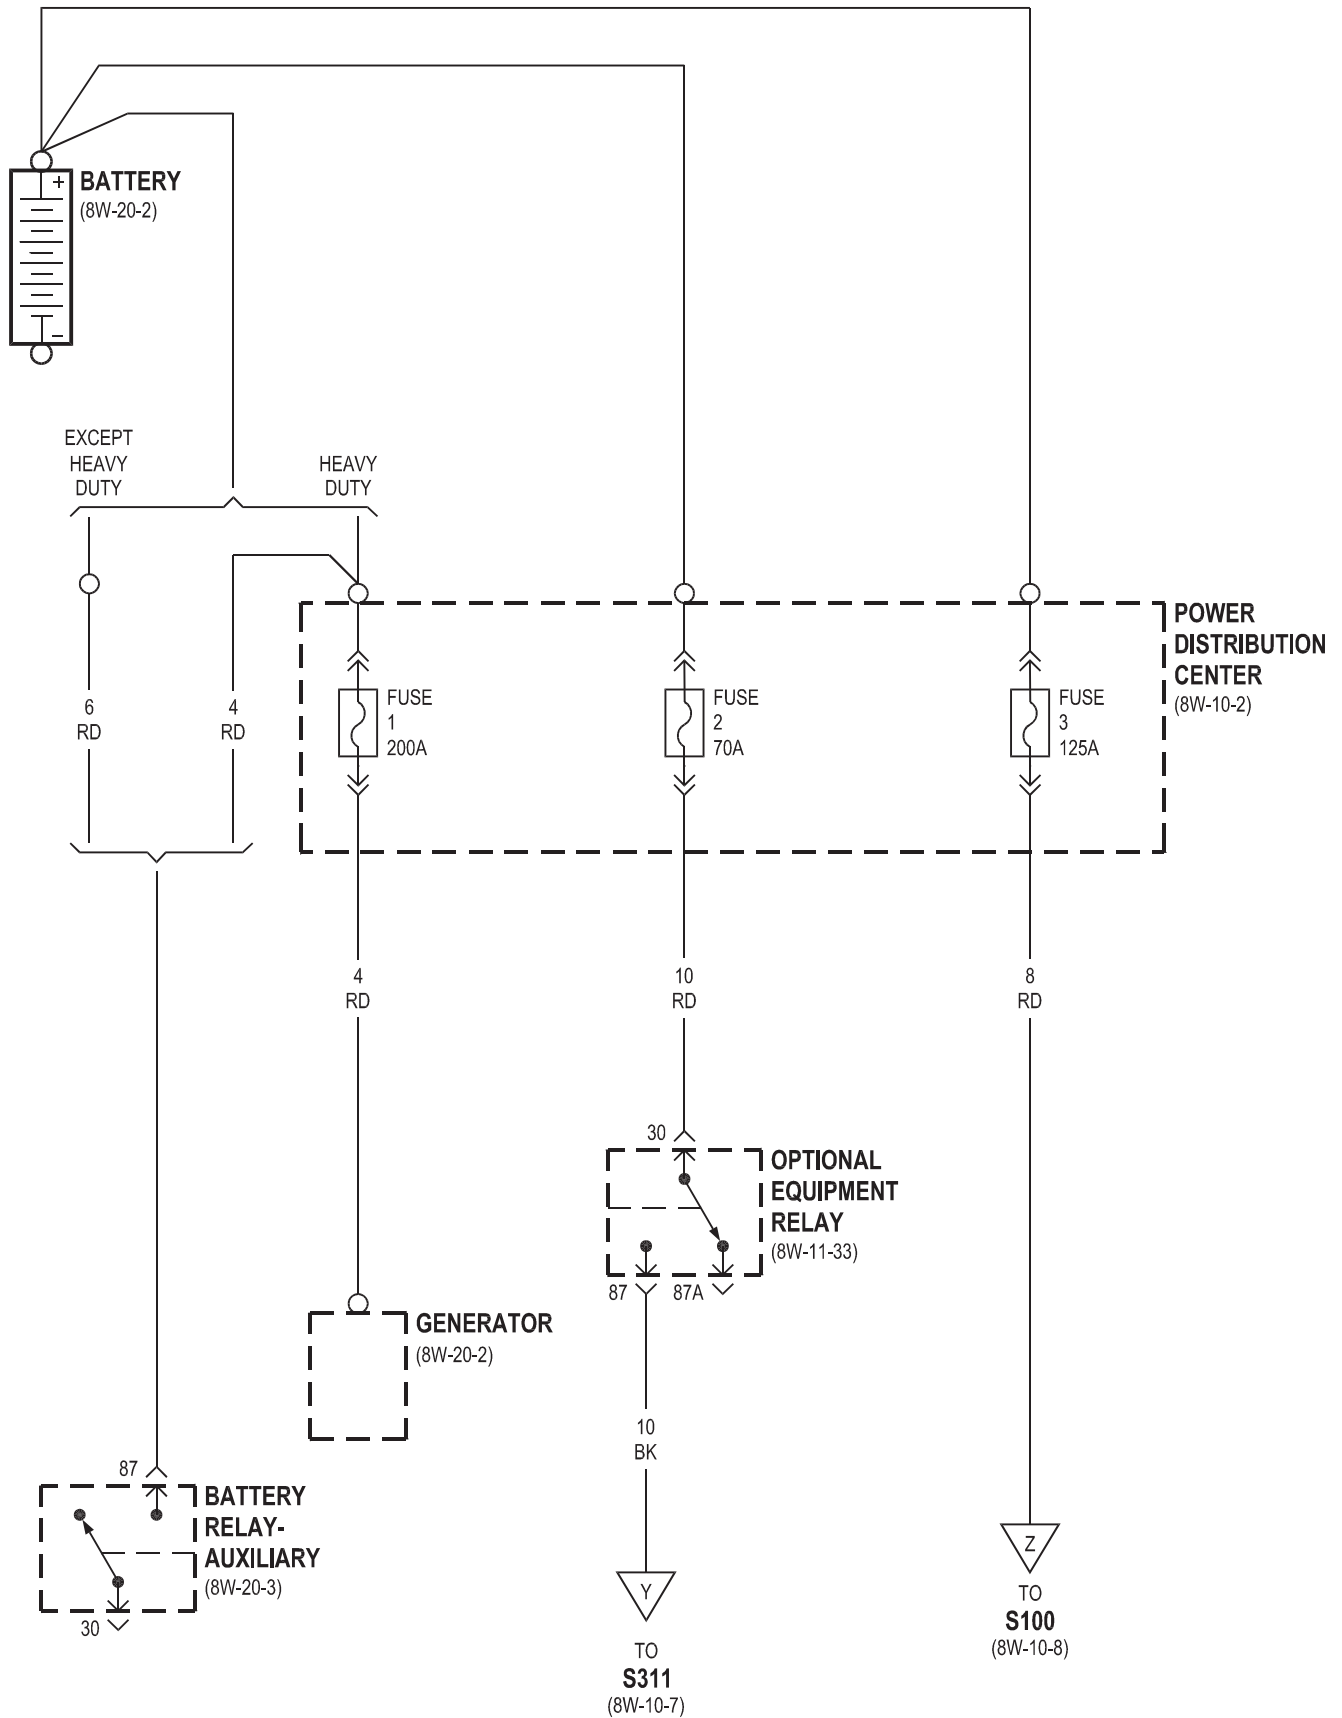 +
BATTERY
(8W-20-2)
–
EXCEPT
HEAVY
DUTY
HEAVY
DUTY
POWER
DISTRIBUTION
CENTER
(8W-10-2)
FUSE
1
200A
FUSE
2
70A
FUSE
3
125A
6
RD
4
RD
4
RD
10
RD
8
RD
30
OPTIONAL
EQUIPMENT
RELAY
(8W-11-33)
87
87A
GENERATOR
(8W-20-2)
10
BK
87
BATTERY
RELAY-
AUXILIARY
(8W-20-3)
30
Y
TO
S311
(8W-10-7)
Z
TO
S100
(8W-10-8)